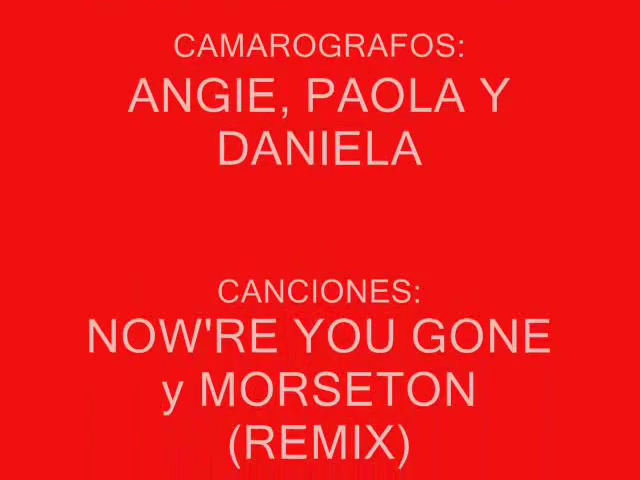 CAMAROGRAFOS:
ANGIE, PAOLA Y
DANIELA
CANCIONES:
NOW'RE YOU GONE
y MORSETON
(REMIX)